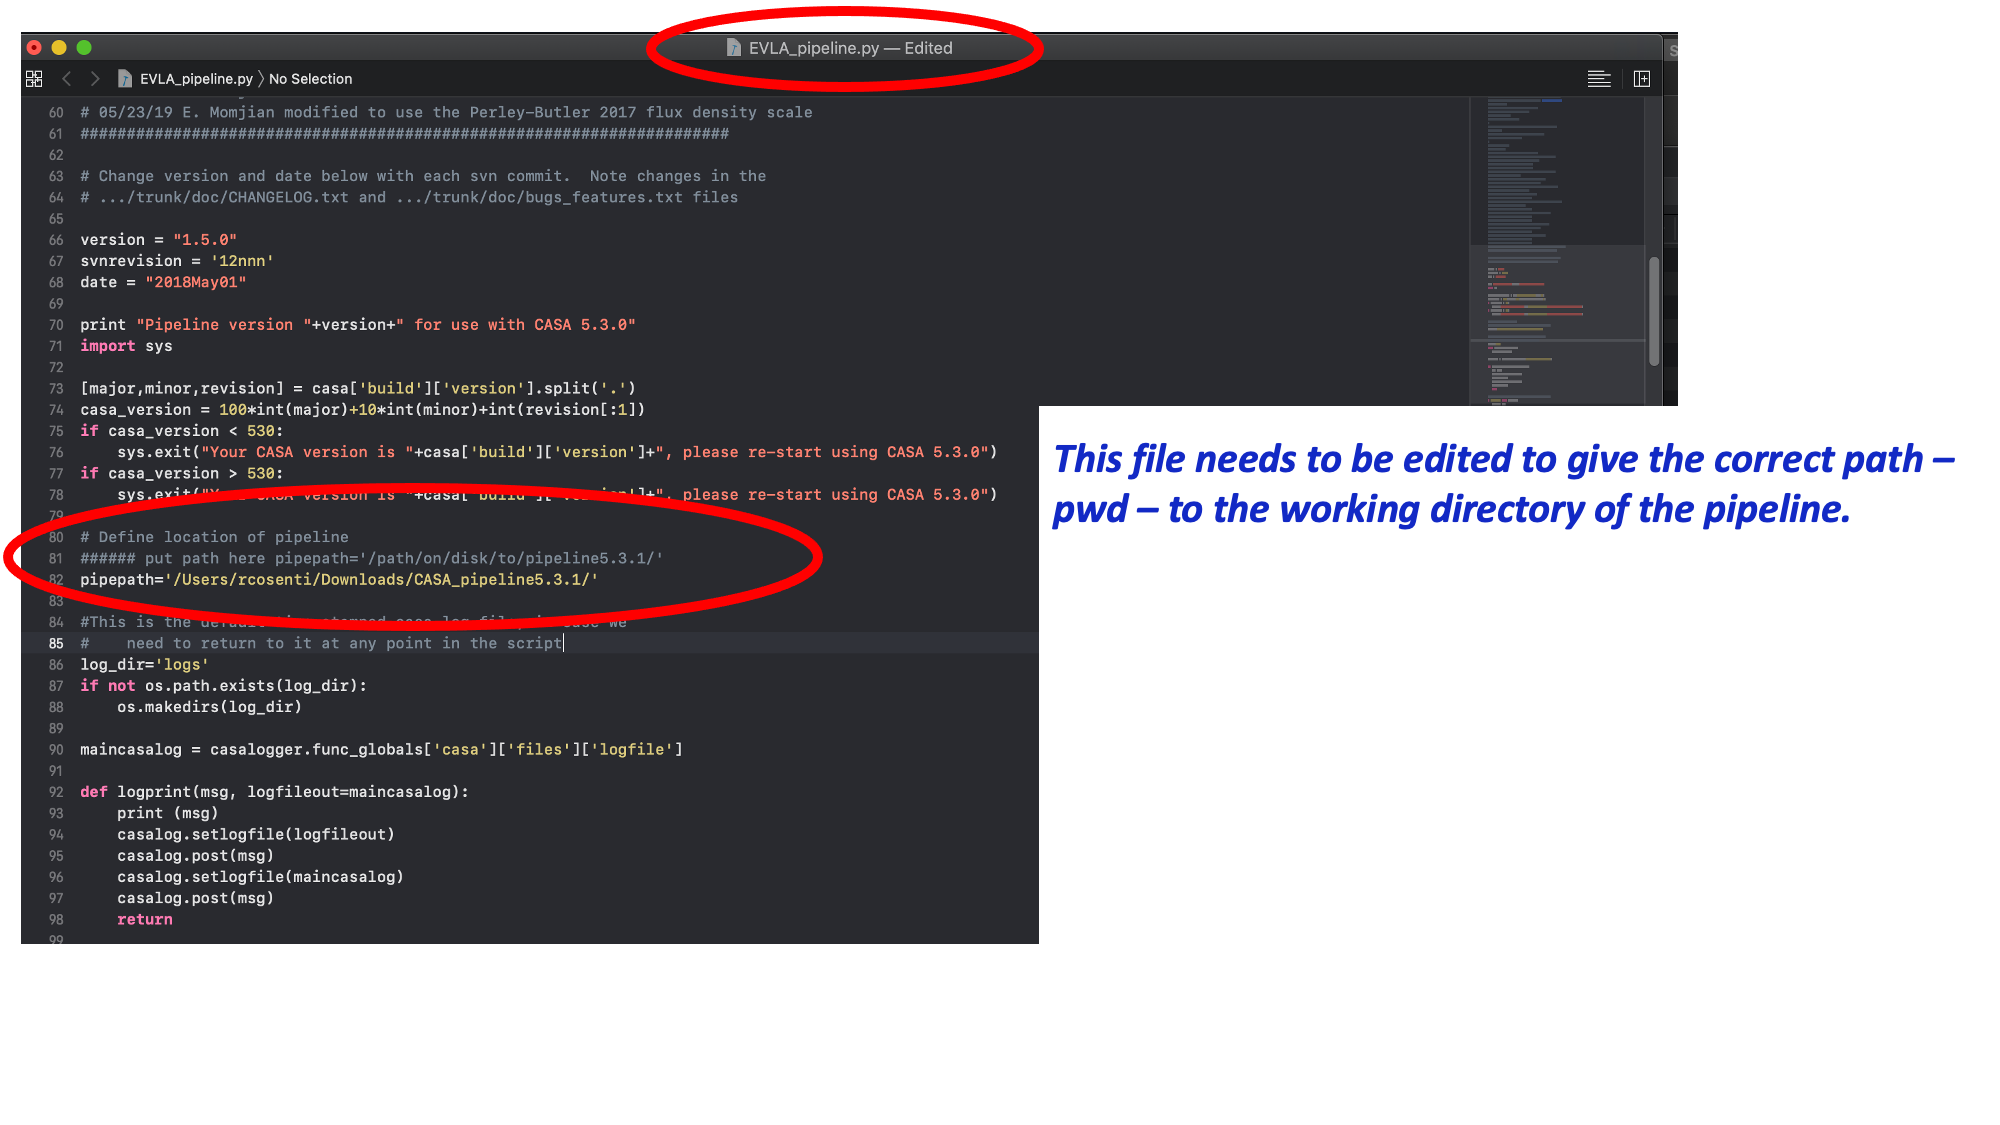 EVLA_pipeline.py — Edited
EVLA_pipeline.py 〉 No Selection
60 # 05/23/19 E. Momjian modified to use the Perley-Butler 2017 flux density scale
61 ######################################################################
62
63 # Change version and date below with each svn commit.  Note changes in the
64 # .../trunk/doc/CHANGELOG.txt and .../trunk/doc/bugs_features.txt files
65
66 version = "1.5.0"
67 svnrevision = '12nnn'
68 date = "2018May01"
69
70 print "Pipeline version "+version+" for use with CASA 5.3.0"
71 import sys
72
73 [major,minor,revision] = casa['build']['version'].split('.')
74 casa_version = 100*int(major)+10*int(minor)+int(revision[:1])
75 if casa_version < 530:
76     sys.exit("Your CASA version is "+casa['build']['version']+", please re-start using CASA 5.3.0")
77 if casa_version > 530:
78     sys.exit("Your CASA version is "+casa['build']['version']+", please re-start using CASA 5.3.0")
79
80 # Define location of pipeline
81 ###### put path here pipepath='/path/on/disk/to/pipeline5.3.1/'
82 pipepath='/Users/rcosenti/Downloads/CASA_pipeline5.3.1/'
83
84 #This is the default time-stamped casa log file, in case we
85 #    need to return to it at any point in the script
86 log_dir='logs'
87 if not os.path.exists(log_dir):
88     os.makedirs(log_dir)
89
90 maincasalog = casalogger.func_globals['casa']['files']['logfile']
91
92 def logprint(msg, logfileout=maincasalog):
93     print (msg)
94     casalog.setlogfile(logfileout)
95     casalog.post(msg)
96     casalog.setlogfile(maincasalog)
97     casalog.post(msg)
98     return
99
This file needs to be edited to give the correct path –
pwd – to the working directory of the pipeline.